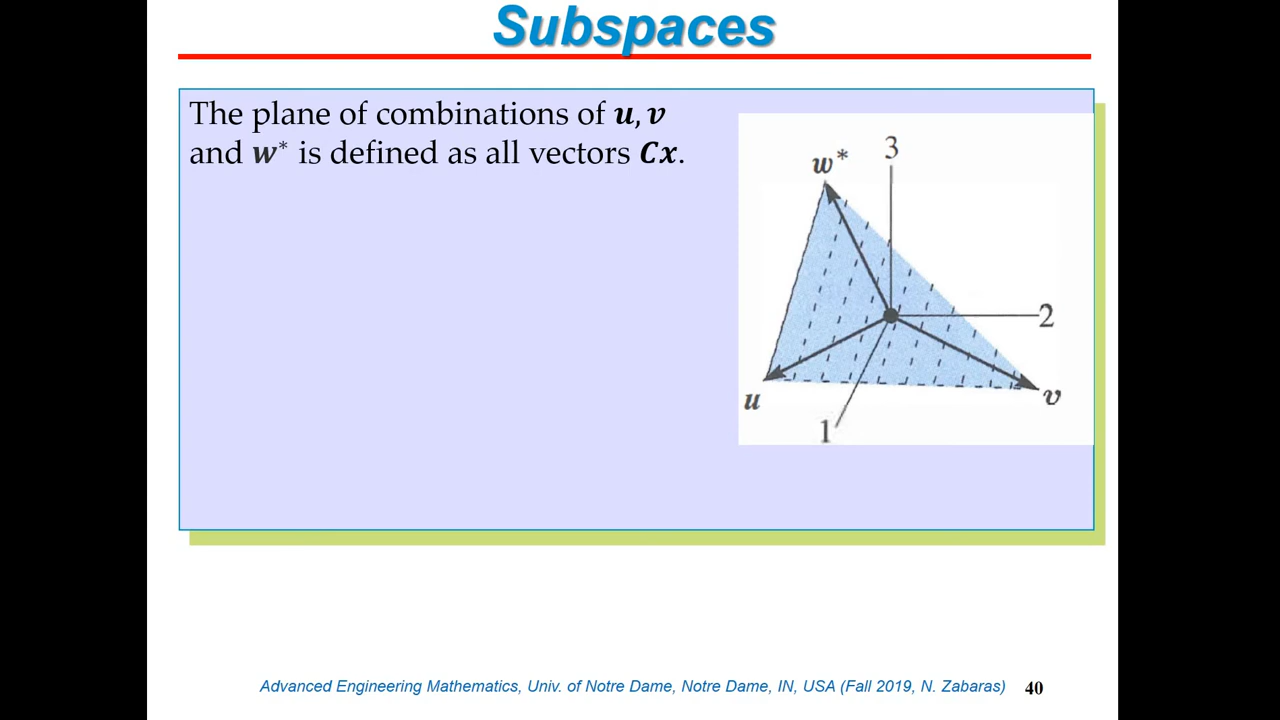 Subspaces
The plane of combinations of u, v
and w* is defined as all vectors Cx.
w*
3
2
u
v
1
Advanced Engineering Mathematics, Univ. of Notre Dame, Notre Dame, IN, USA (Fall 2019, N. Zabaras) 40